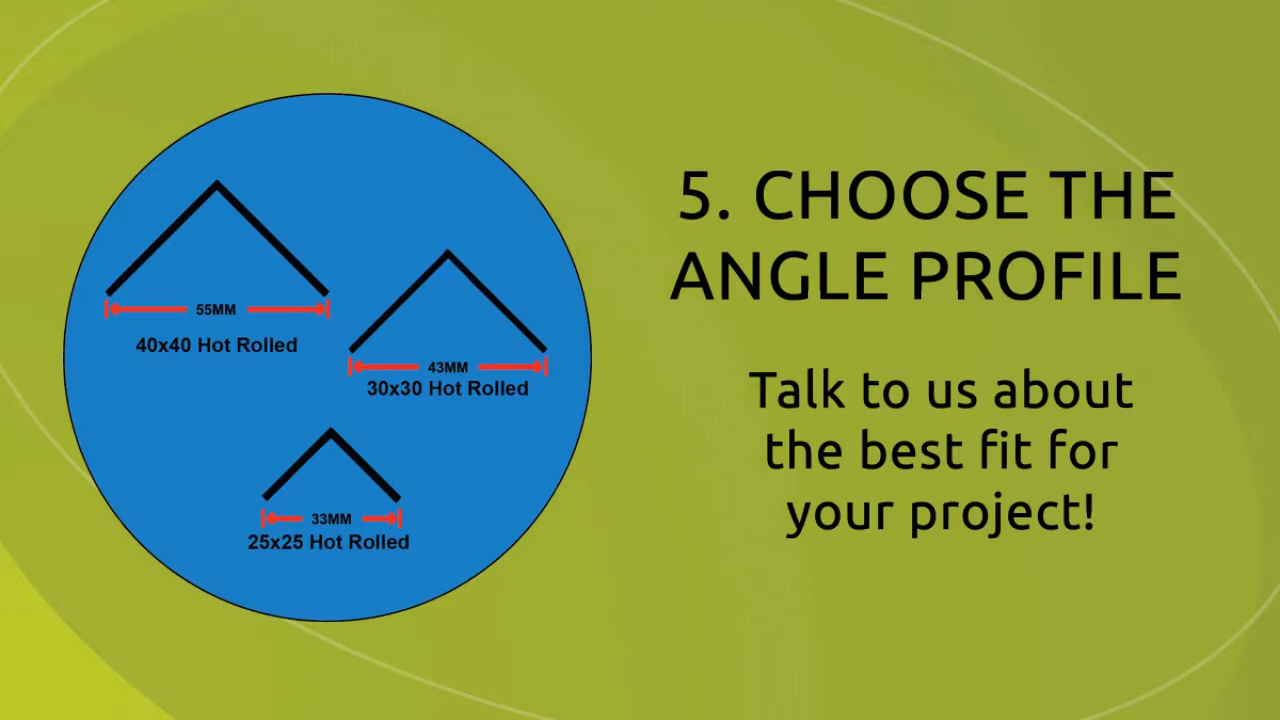 55MM
40x40 Hot Rolled
43MM
30x30 Hot Rolled
33MM
25x25 Hot Rolled
5. CHOOSE THE
ANGLE PROFILE
Talk to us about
the best fit for
your project!